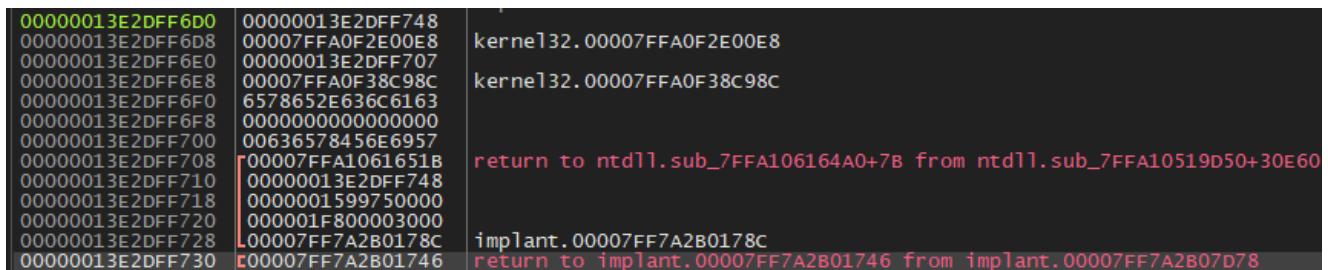 00000013E2DFF6D0 00000013E2DFF748
00000013E2DFF6D8 00007FFA0F2E00E8 kernel32.00007FFA0F2E00E8
00000013E2DFF6E0 00000013E2DFF707
00000013E2DFF6E8 00007FFA0F38C98C kernel32.00007FFA0F38C98C
00000013E2DFF6F0 6578652E636C6163
00000013E2DFF6F8 0000000000000000
00000013E2DFF700 00636578456E6957
00000013E2DFF708 00007FFA1061651B return to ntdll.sub_7FFA106164A0+7B from ntdll.sub_7FFA10519D50+30E60
00000013E2DFF710 00000013E2DFF748
00000013E2DFF718 0000001599750000
00000013E2DFF720 000001F800003000
00000013E2DFF728 00007FF7A2B0178C implant.00007FF7A2B0178C
00000013E2DFF730 00007FF7A2B01746 return to implant.00007FF7A2B01746 from implant.00007FF7A2B07D78